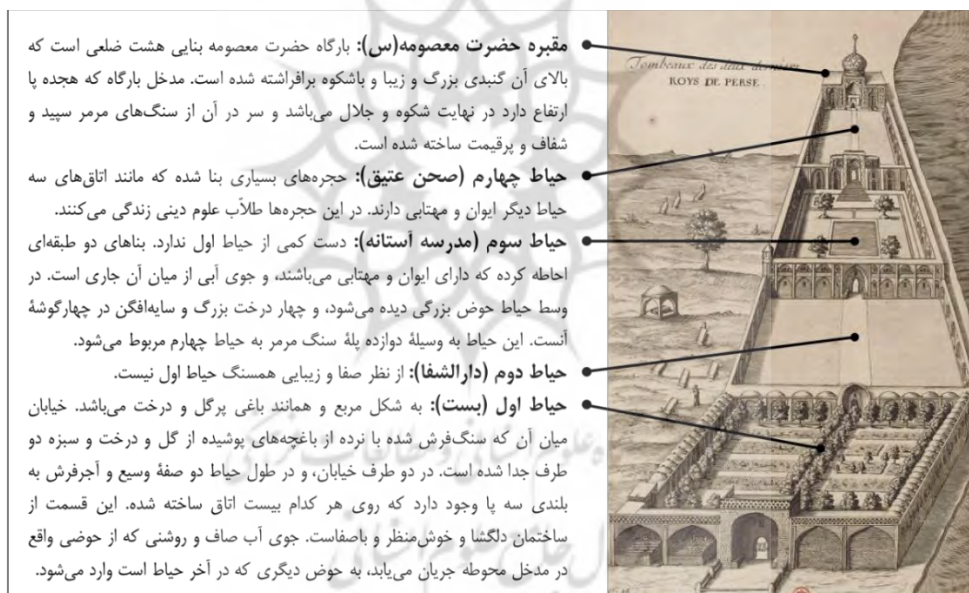 مقبره حضرت معصومه(س): بارگاه حضرت معصومه بنایی هشت ضلعی است که
بالای آن گنبدی بزرگ و زیبا و باشکوه برافراشته شده است. مدخل بارگاه که هجده پا
ارتفاع دارد در نهایت شکوه و جلال می‌باشد و سر در آن از سنگ‌های مرمر سپید و
شفاف و پرقیمت ساخته شده است.
حیاط چهارم (صحن عتیق): حجره‌های بسیاری بنا شده که مانند اتاق‌های سه
حیاط دیگر ایوان و مهتابی دارند. در این حجره‌ها طلاّب علوم دینی زندگی می‌کنند.
حیاط سوم (مدرسه آستانه): دست کمی از حیاط اول ندارد. بناهای دو طبقه‌ای
احاطه کرده که دارای ایوان و مهتابی می‌باشند، و جوی آبی از میان آن جاری است. در
وسط حیاط حوض بزرگی دیده می‌شود، و چهار درخت بزرگ و سایه‌افگن در چهارگوشهٔ
آنست. این حیاط به وسیلهٔ دوازده پلهٔ سنگ مرمر به حیاط چهارم مربوط می‌شود.
حیاط دوم (دارالشفا): از نظر صفا و زیبایی همسنگ حیاط اول نیست.
حیاط اول (بست): به شکل مربع و همانند باغی پرگل و درخت می‌باشد. خیابان
میان آن که سنگ‌فرش شده با نرده از باغچه‌های پوشیده از گل و درخت و سبزه دو
طرف جدا شده است. در دو طرف خیابان، و در طول حیاط دو صفهٔ وسیع و آجرفرش به
بلندی سه پا وجود دارد که روی هر کدام بیست اتاق ساخته شده. این قسمت از
ساختمان دلگشا و خوش‌منظر و باصفاست. جوی آب صاف و روشنی که از حوضی واقع
در مدخل محوطه جریان می‌یابد، به حوض دیگری که در آخر حیاط است وارد می‌شود.
Tombeaux des deux derniers
ROYS DE PERSE